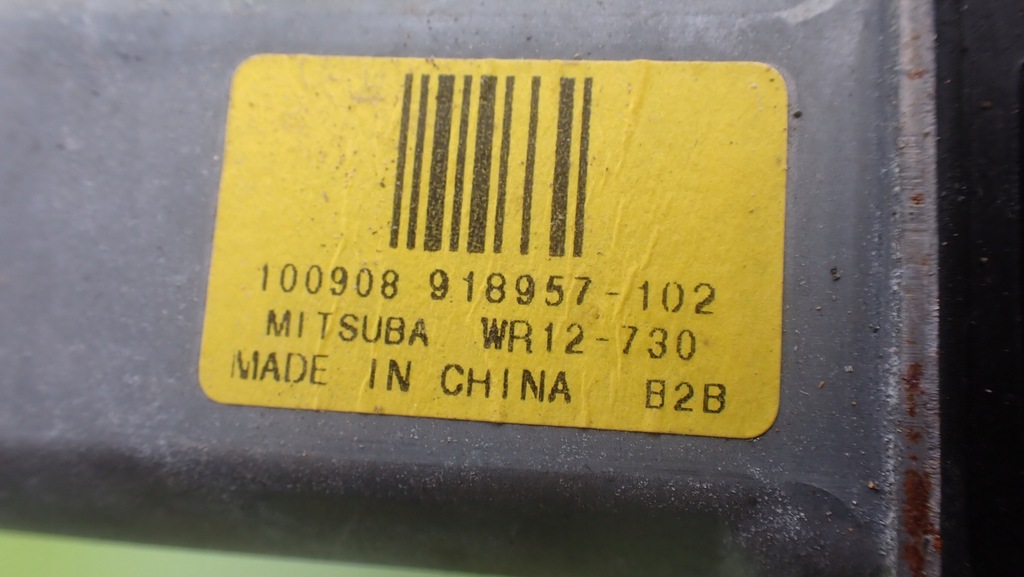 100908 918957-102
MITSUBA WR12-730
MADE IN CHINA B2B